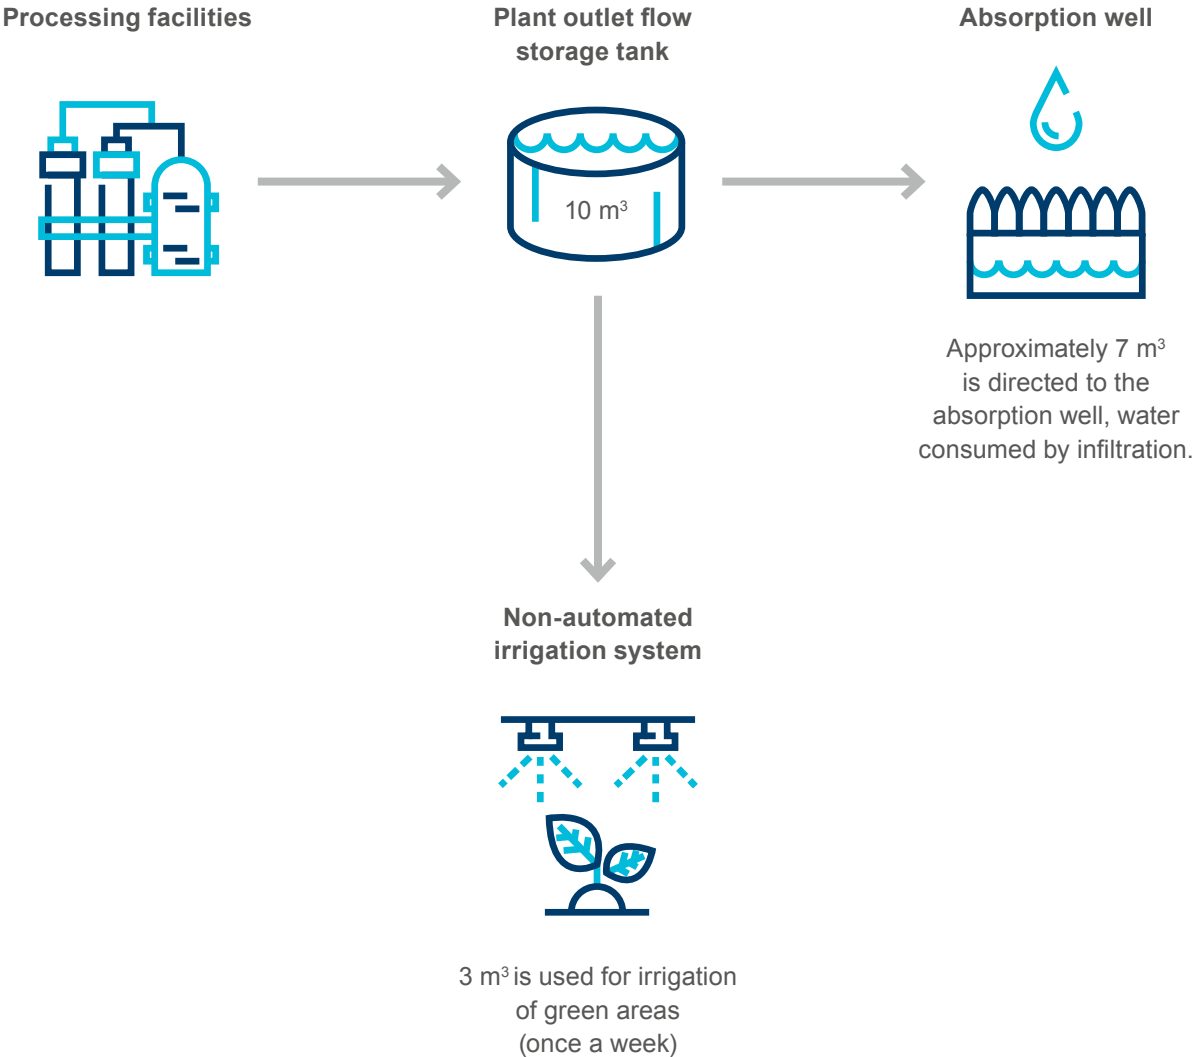 Processing facilities
Plant outlet flow
storage tank
10 m³
Absorption well
Approximately 7 m³
is directed to the
absorption well, water
consumed by infiltration.
Non-automated
irrigation system
3 m³ is used for irrigation
of green areas
(once a week)